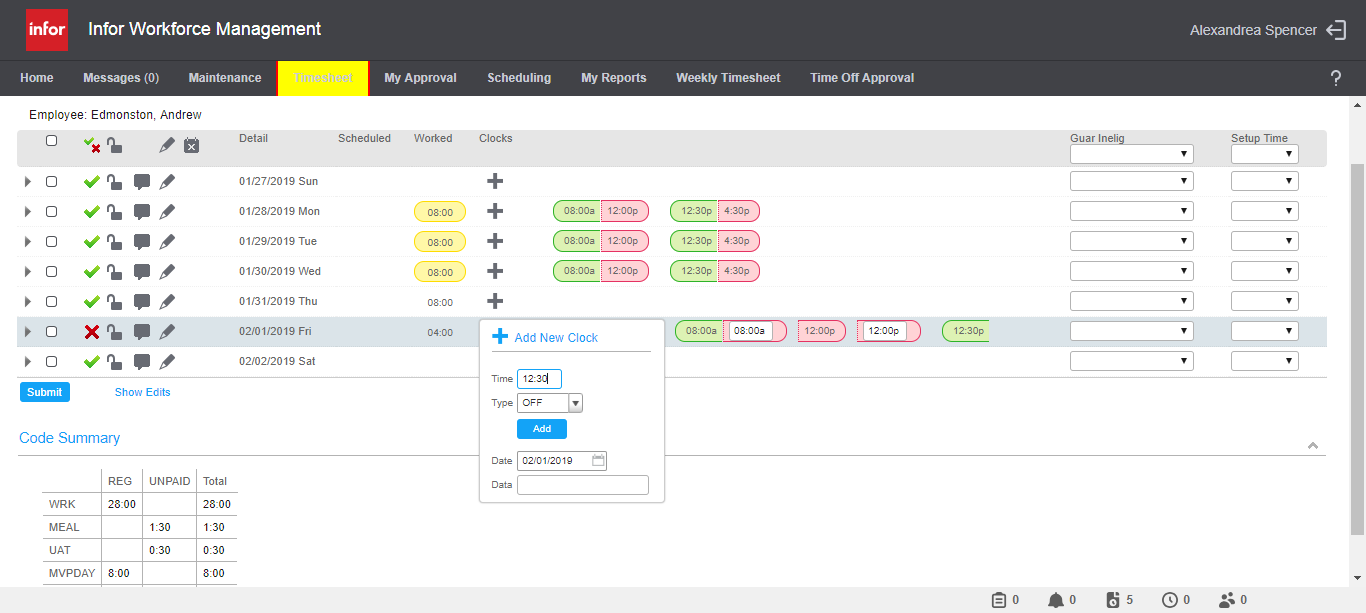 infor Infor Workforce Management Alexandrea Spencer
Home Messages (0) Maintenance Timesheet My Approval Scheduling My Reports Weekly Timesheet Time Off Approval ?
Employee: Edmonston, Andrew
Detail Scheduled Worked Clocks Guar Inelig Setup Time
01/27/2019 Sun
01/28/2019 Mon 08:00 08:00a 12:00p 12:30p 4:30p
01/29/2019 Tue 08:00 08:00a 12:00p 12:30p 4:30p
01/30/2019 Wed 08:00 08:00a 12:00p 12:30p 4:30p
01/31/2019 Thu 08:00
02/01/2019 Fri 04:00 08:00a 08:00a 12:00p 12:00p 12:30p
02/02/2019 Sat
Add New Clock
Time 12:30
Type OFF
Add
Date 02/01/2019
Data
Submit Show Edits
Code Summary
REG UNPAID Total
WRK 28:00 28:00
MEAL 1:30 1:30
UAT 0:30 0:30
MVPDAY 8:00 8:00
0 0 5 0 0